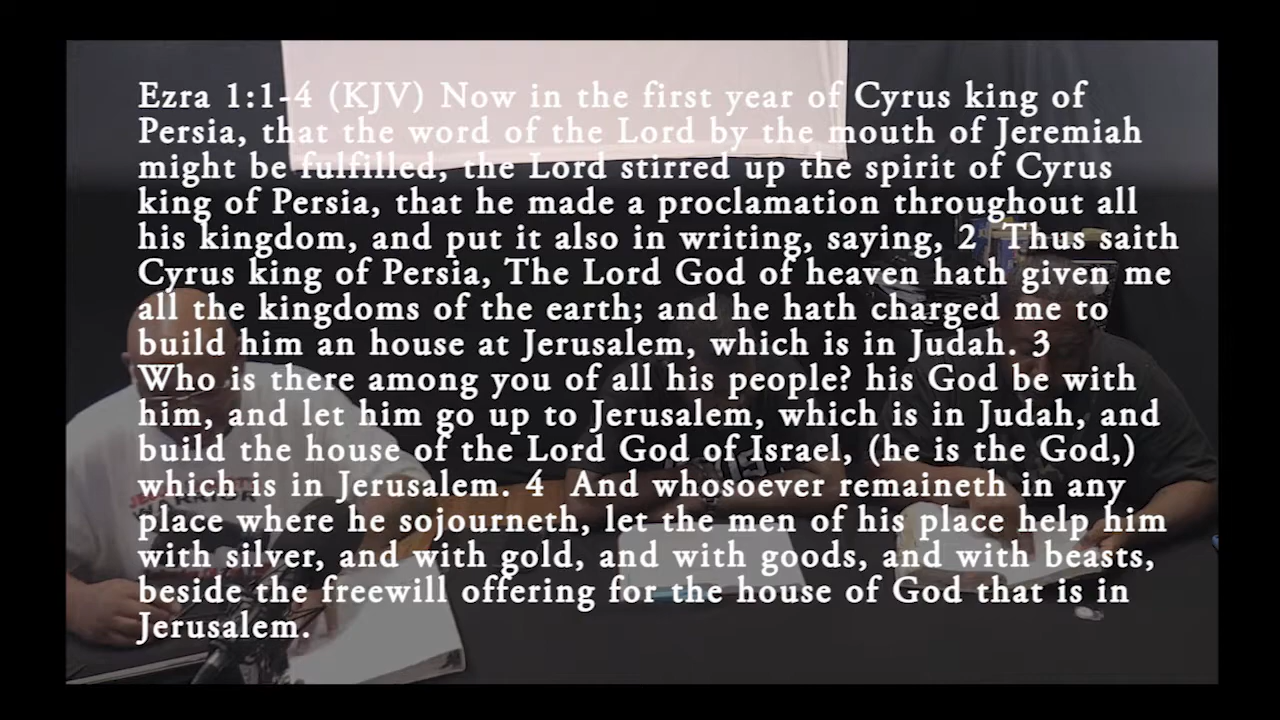 Ezra 1:1-4 (KJV) Now in the first year of Cyrus king of
Persia, that the word of the Lord by the mouth of Jeremiah
might be fulfilled, the Lord stirred up the spirit of Cyrus
king of Persia, that he made a proclamation throughout all
his kingdom, and put it also in writing, saying, 2 Thus saith
Cyrus king of Persia, The Lord God of heaven hath given me
all the kingdoms of the earth; and he hath charged me to
build him an house at Jerusalem, which is in Judah. 3
Who is there among you of all his people? his God be with
him, and let him go up to Jerusalem, which is in Judah, and
build the house of the Lord God of Israel, (he is the God,)
which is in Jerusalem. 4 And whosoever remaineth in any
place where he sojourneth, let the men of his place help him
with silver, and with gold, and with goods, and with beasts,
beside the freewill offering for the house of God that is in
Jerusalem.